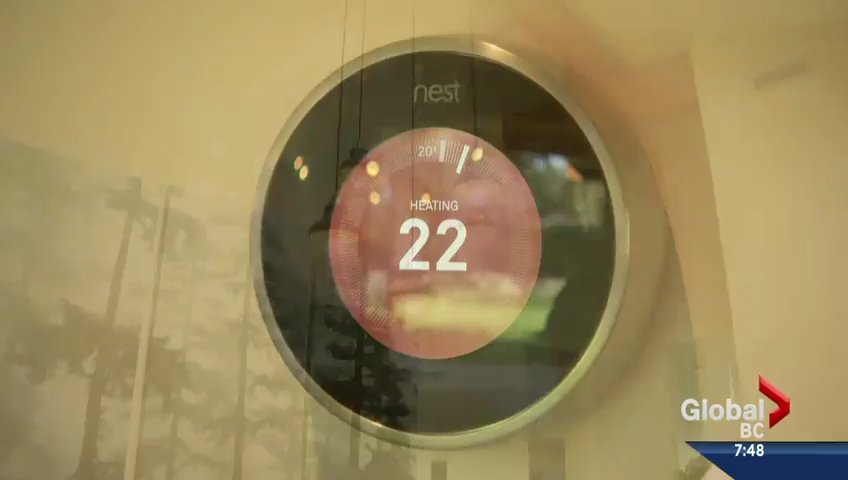 nest
20°
HEATING
22
Global
BC
7:48